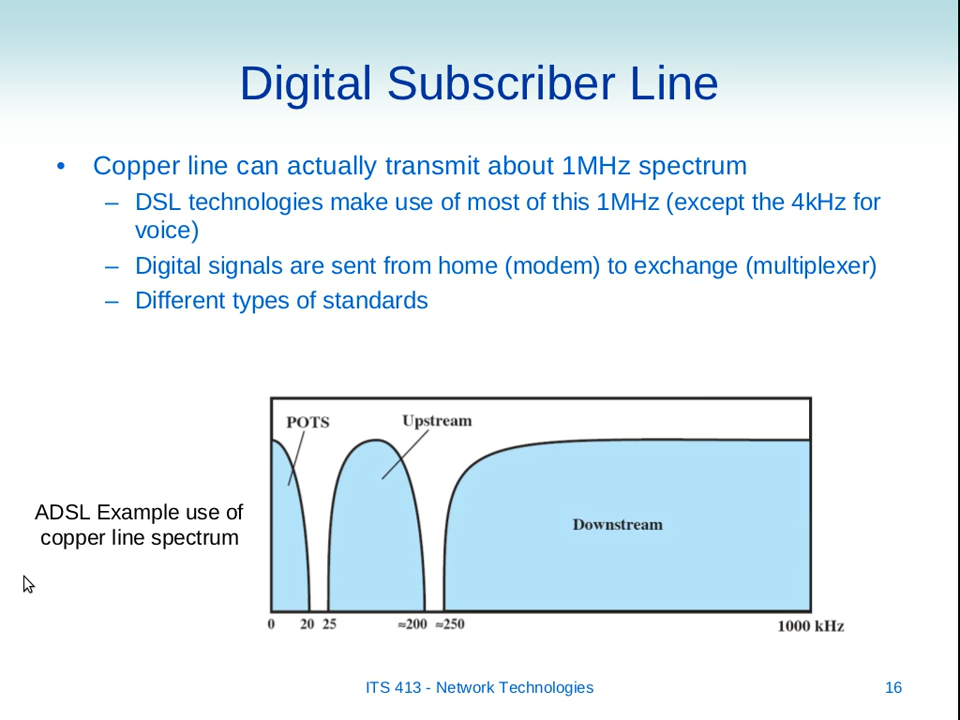 Digital Subscriber Line
• Copper line can actually transmit about 1MHz spectrum
– DSL technologies make use of most of this 1MHz (except the 4kHz for
voice)
– Digital signals are sent from home (modem) to exchange (multiplexer)
– Different types of standards
POTS
Upstream
Downstream
ADSL Example use of
copper line spectrum
0 20 25 ≈200 ≈250 1000 kHz
ITS 413 - Network Technologies
16